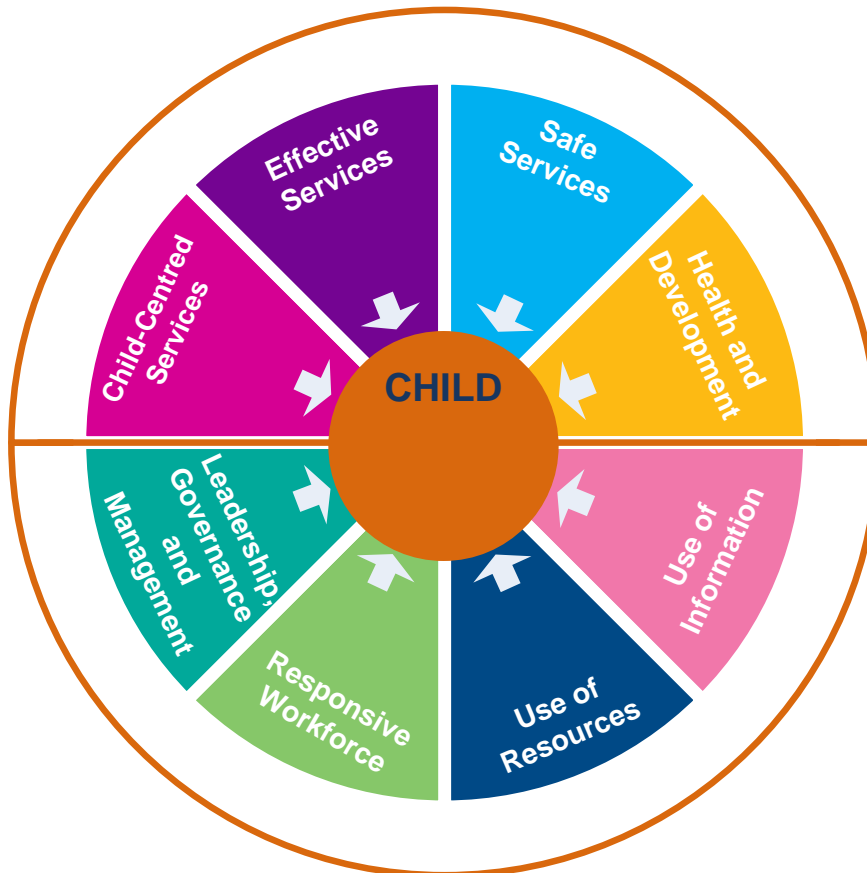 Effective
Services
Safe
Services
Child-Centred
Services
Health and
Development
CHILD
Leadership,
Governance
and
Management
Use of
Information
Responsive
Workforce
Use of
Resources